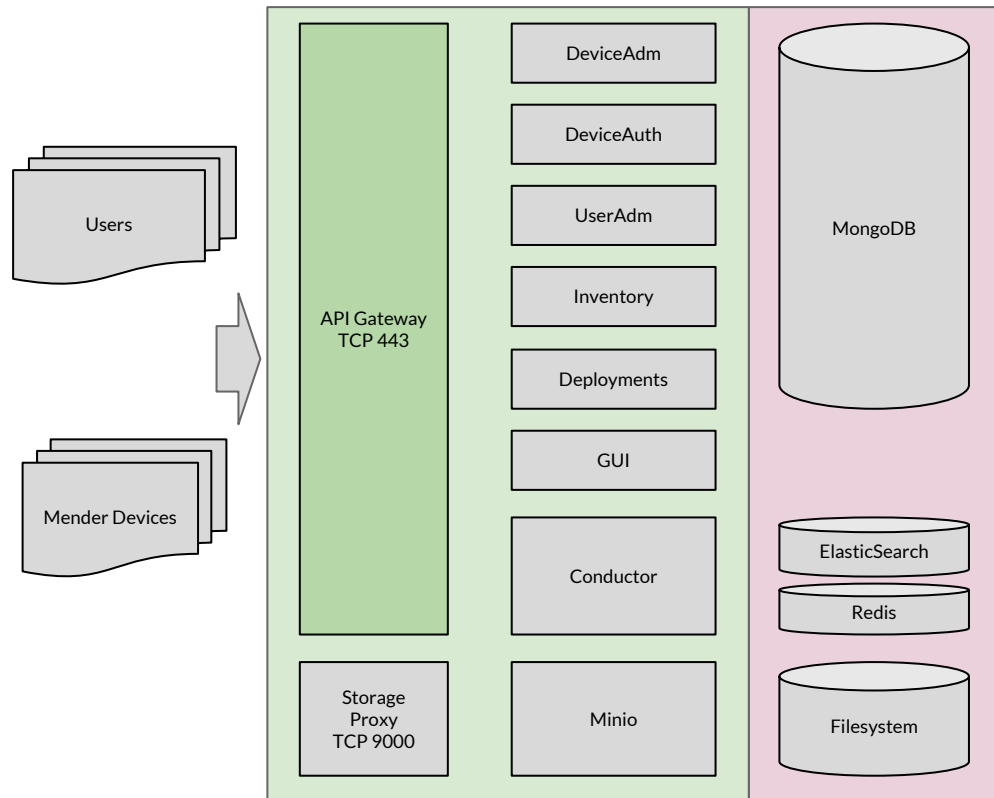 Users
Mender Devices
API Gateway
TCP 443
Storage
Proxy
TCP 9000
DeviceAdm
DeviceAuth
UserAdm
Inventory
Deployments
GUI
Conductor
Minio
MongoDB
ElasticSearch
Redis
Filesystem